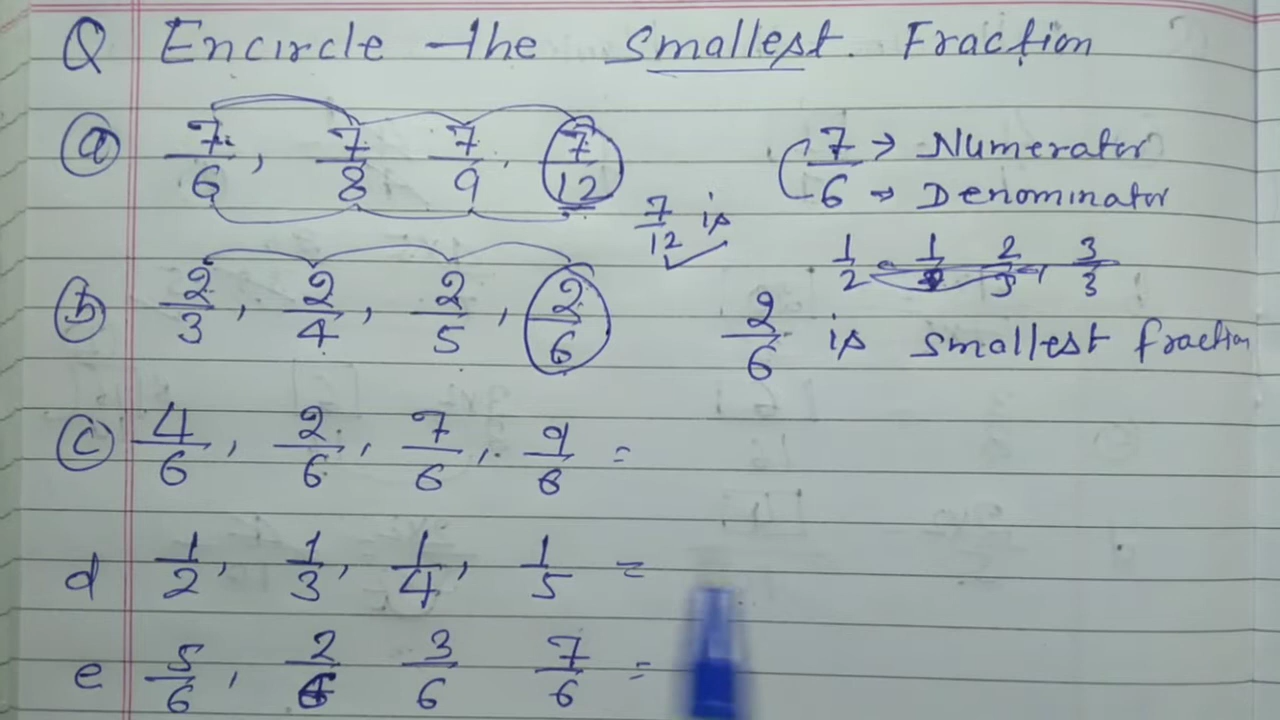 Q Encircle the Smallest. Fraction
(a) 7/6, 7/8 7/9, 7/12
7/6 → Numerator
→ Denominator
7/12 is
1/2 2/3, 3/3
(b) 2/3, 2/4, 2/5, 2/6
2/6 is smallest fraction
(c) 4/6, 2/6, 7/6, 9/6 =
d 1/2, 1/3, 1/4, 1/5 =
e 5/6, 2/6 3/6 7/6 =